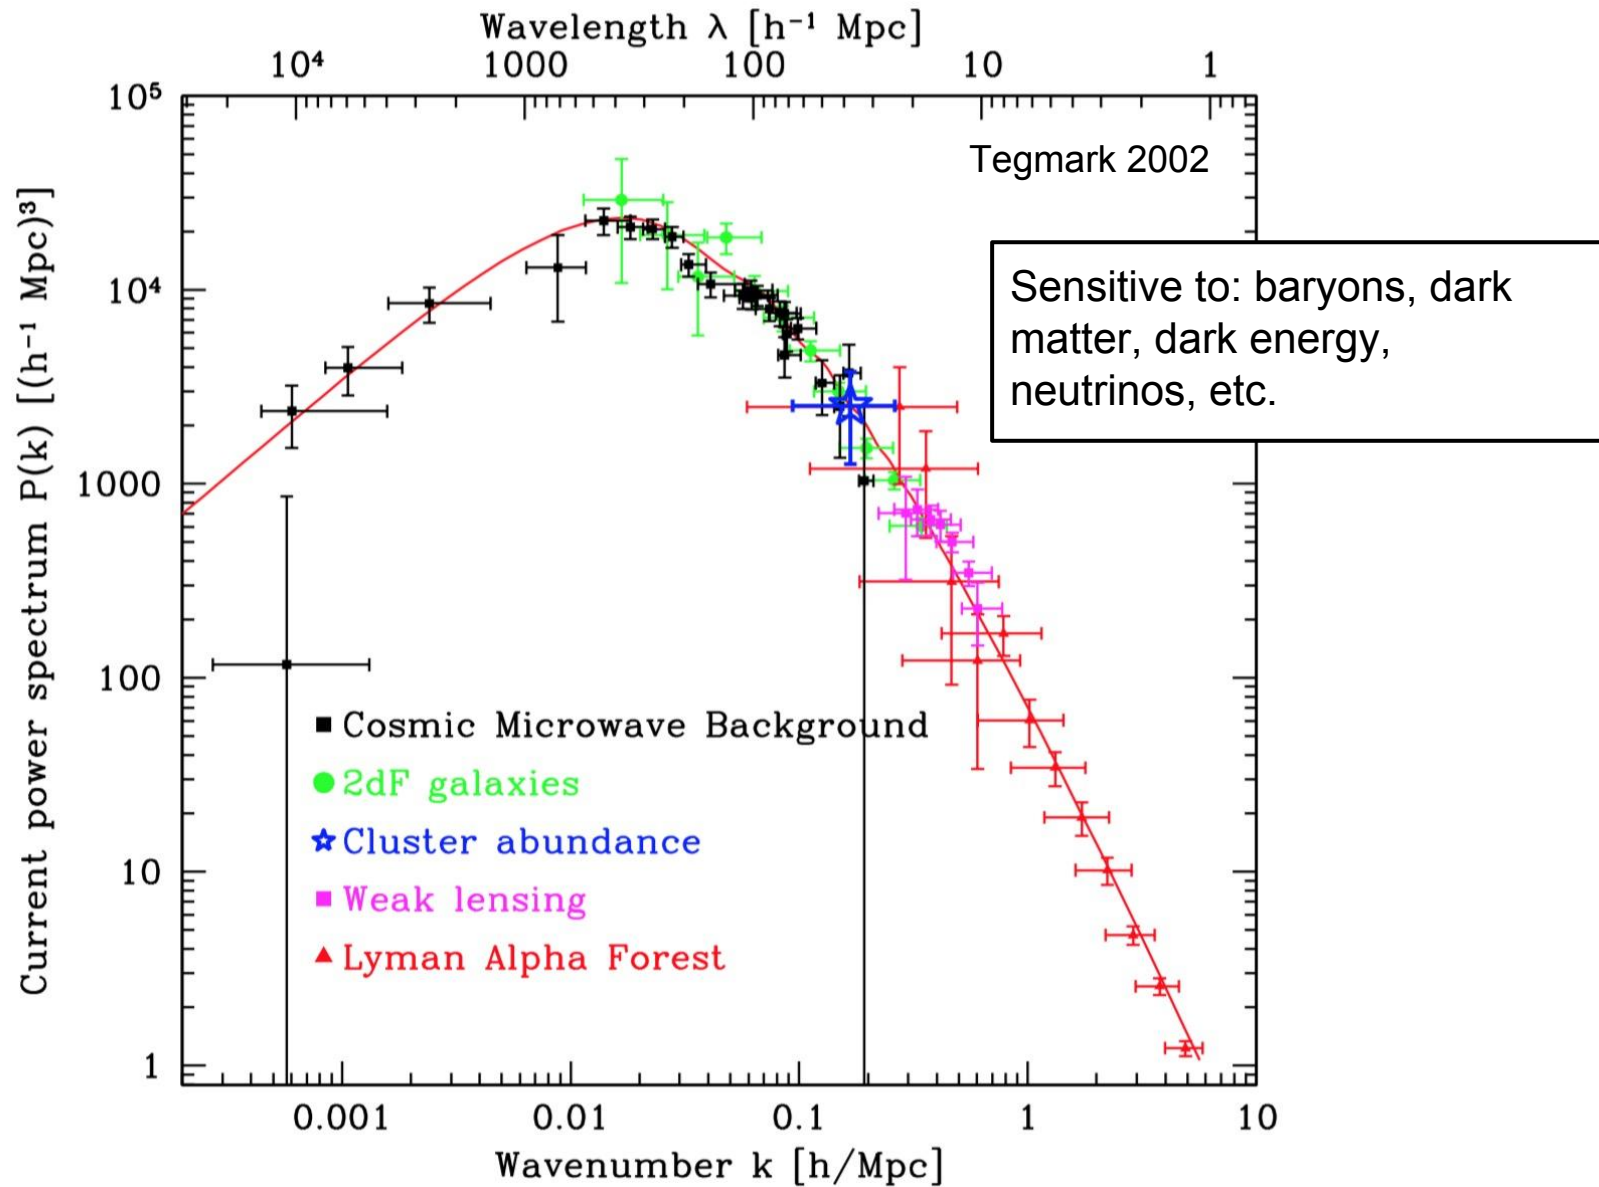 Wavelength λ [h⁻¹ Mpc]
10⁴ 1000 100 10 1
10⁵
10⁴
1000
100
10
1
Current power spectrum P(k) [(h⁻¹ Mpc)³]
Tegmark 2002
Sensitive to: baryons, dark
matter, dark energy,
neutrinos, etc.
Cosmic Microwave Background
2dF galaxies
Cluster abundance
Weak lensing
Lyman Alpha Forest
0.001 0.01 0.1 1 10
Wavenumber k [h/Mpc]